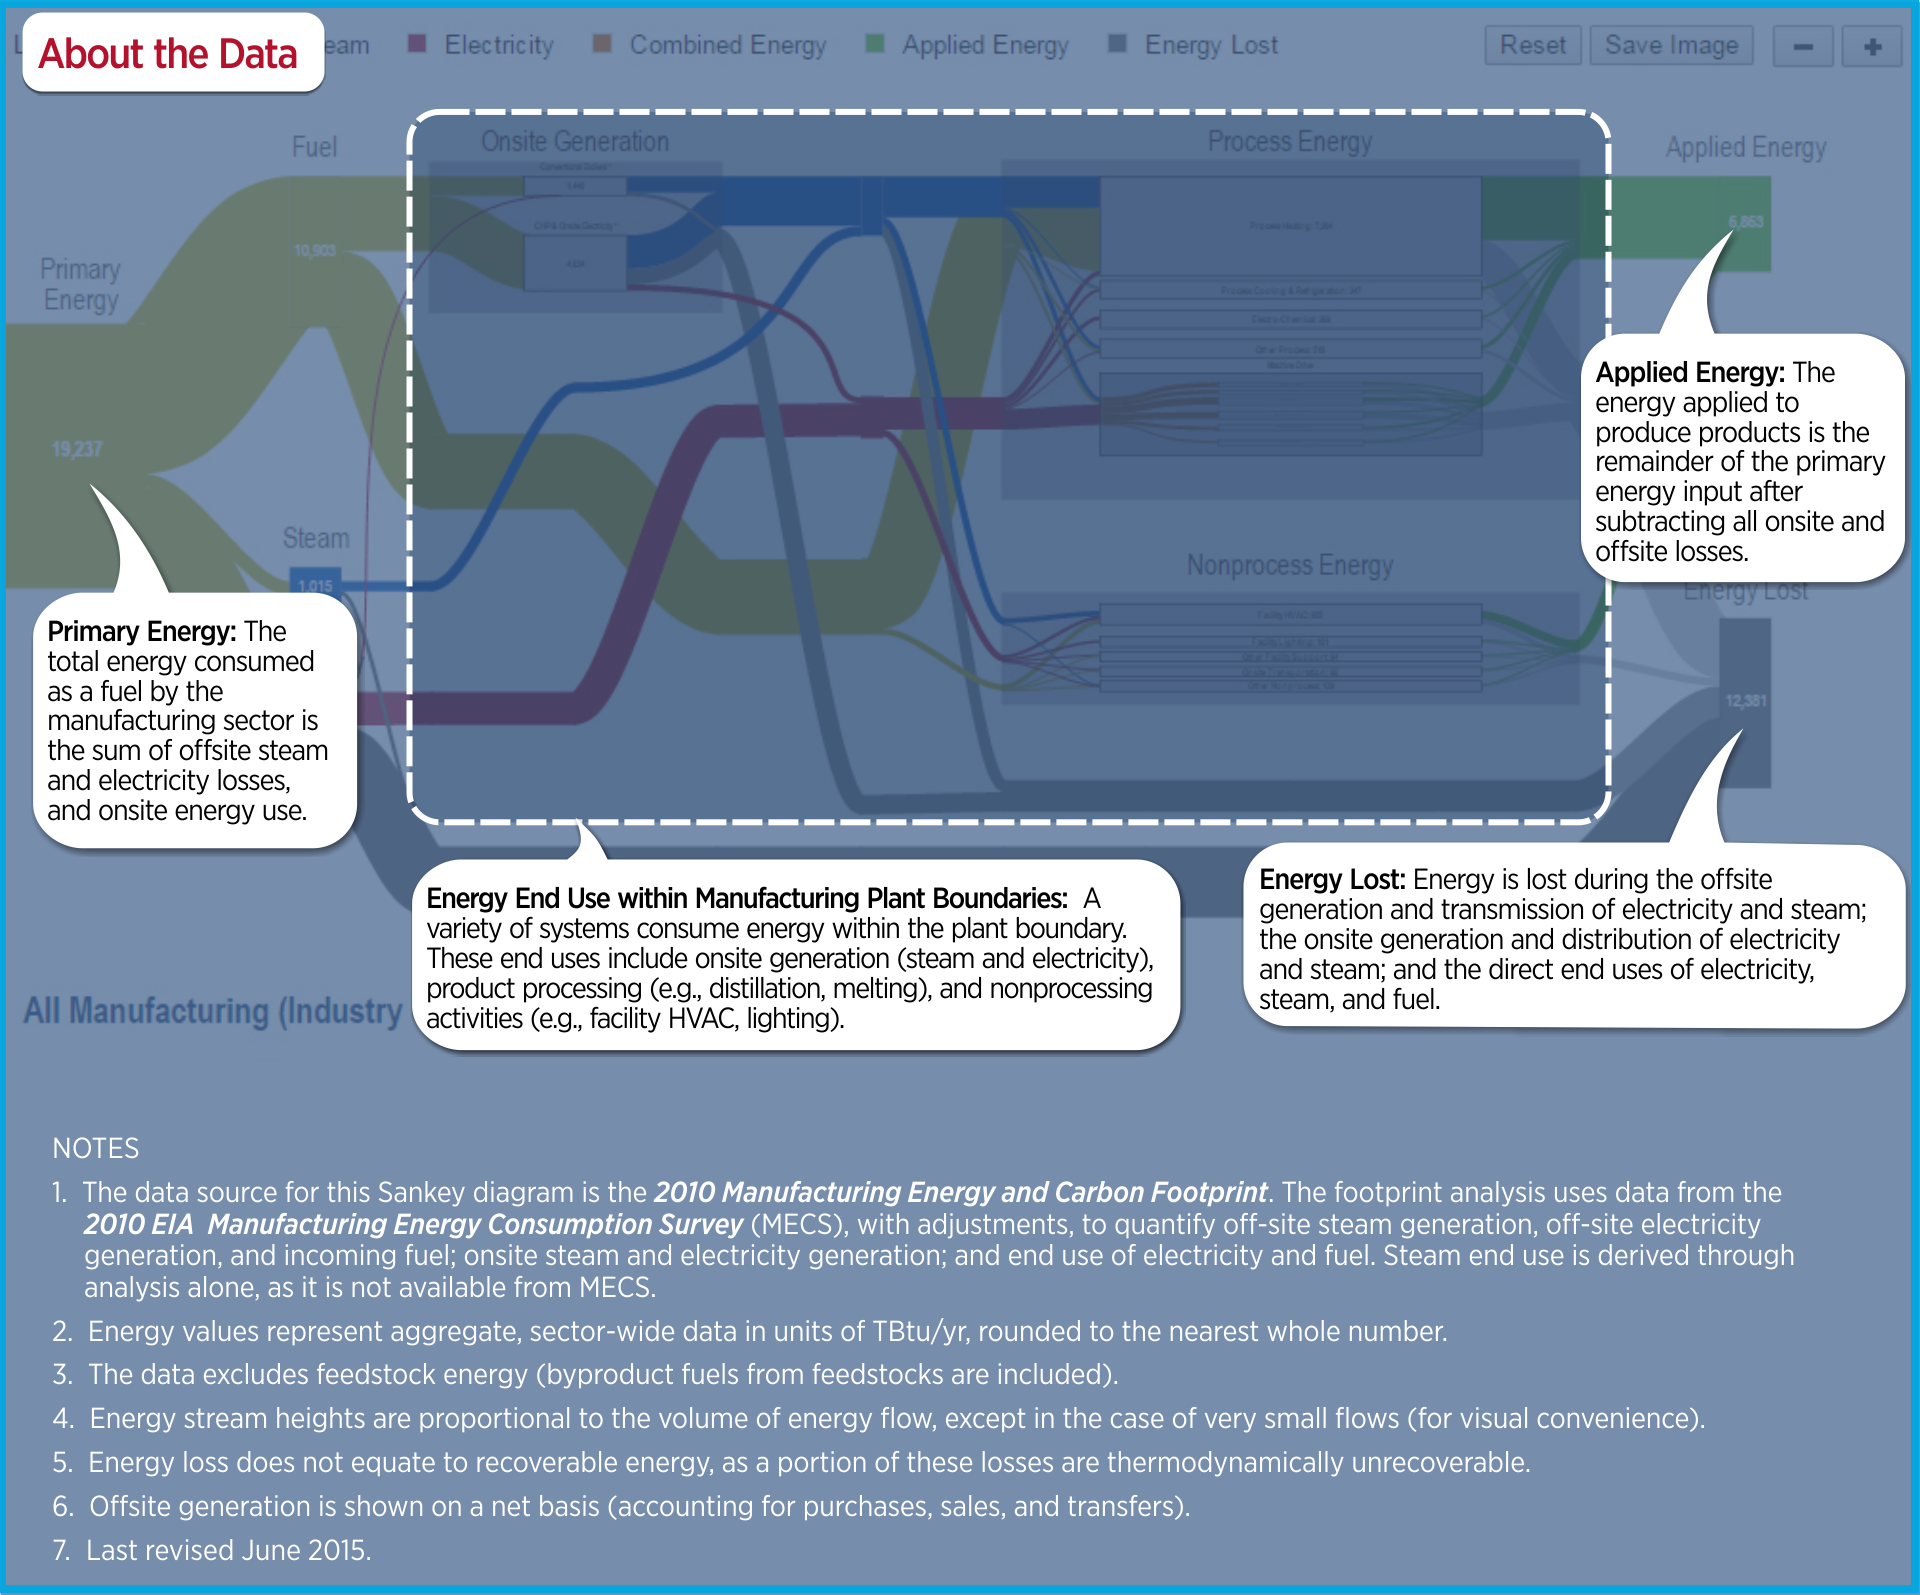 About the Data
eam
Electricity
Combined Energy
Applied Energy
Energy Lost
Reset
Save Image
Fuel
Onsite Generation
Process Energy
Applied Energy
10,903
6,863
Primary
Energy
19,237
Steam
1,015
Nonprocess Energy
Energy Lost
12,381
Applied Energy: The
energy applied to
produce products is the
remainder of the primary
energy input after
subtracting all onsite and
offsite losses.
Primary Energy: The
total energy consumed
as a fuel by the
manufacturing sector is
the sum of offsite steam
and electricity losses,
and onsite energy use.
Energy End Use within Manufacturing Plant Boundaries: A
variety of systems consume energy within the plant boundary.
These end uses include onsite generation (steam and electricity),
product processing (e.g., distillation, melting), and nonprocessing
activities (e.g., facility HVAC, lighting).
Energy Lost: Energy is lost during the offsite
generation and transmission of electricity and steam;
the onsite generation and distribution of electricity
and steam; and the direct end uses of electricity,
steam, and fuel.
All Manufacturing (Industry
NOTES
1. The data source for this Sankey diagram is the 2010 Manufacturing Energy and Carbon Footprint. The footprint analysis uses data from the
2010 EIA Manufacturing Energy Consumption Survey (MECS), with adjustments, to quantify off-site steam generation, off-site electricity
generation, and incoming fuel; onsite steam and electricity generation; and end use of electricity and fuel. Steam end use is derived through
analysis alone, as it is not available from MECS.
2. Energy values represent aggregate, sector-wide data in units of TBtu/yr, rounded to the nearest whole number.
3. The data excludes feedstock energy (byproduct fuels from feedstocks are included).
4. Energy stream heights are proportional to the volume of energy flow, except in the case of very small flows (for visual convenience).
5. Energy loss does not equate to recoverable energy, as a portion of these losses are thermodynamically unrecoverable.
6. Offsite generation is shown on a net basis (accounting for purchases, sales, and transfers).
7. Last revised June 2015.